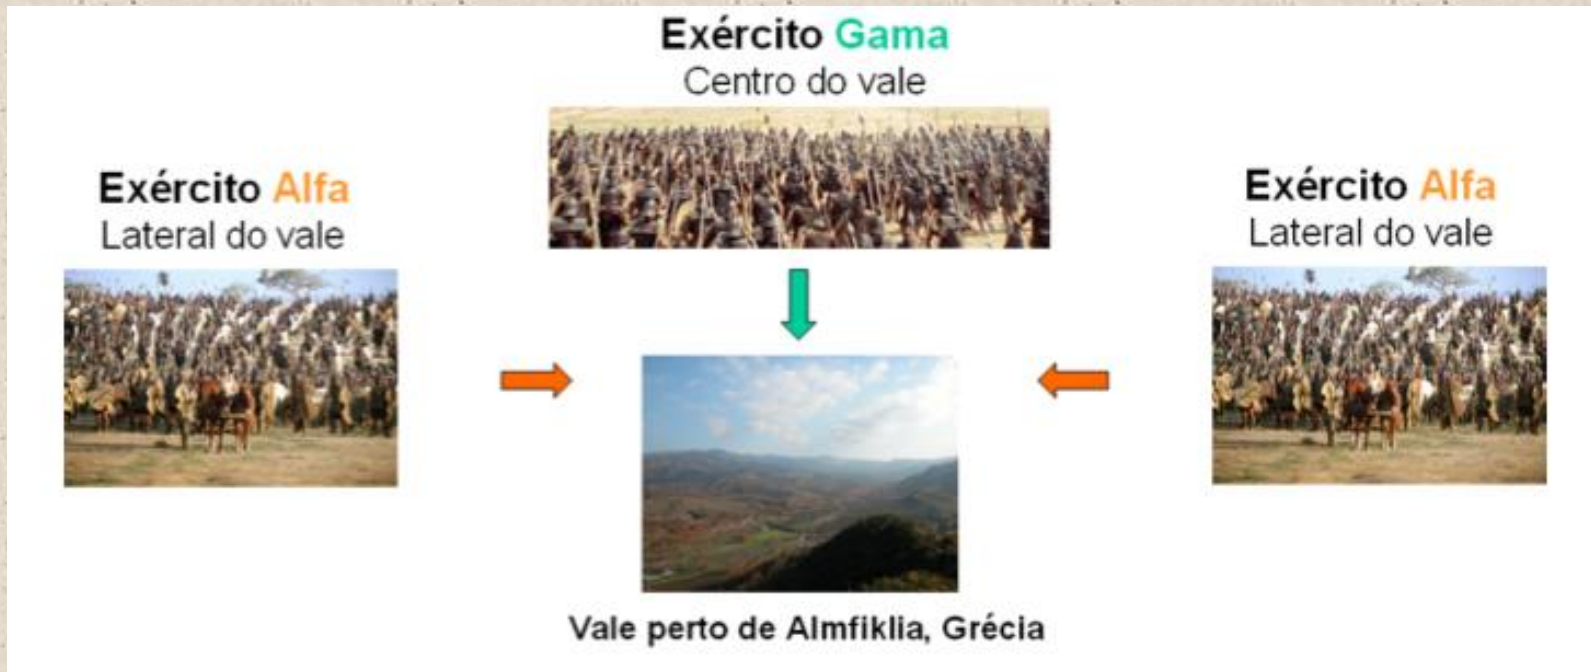 Exército Gama
Centro do vale
Exército Alfa
Lateral do vale
Exército Alfa
Lateral do vale
Vale perto de Almfiklia, Grécia